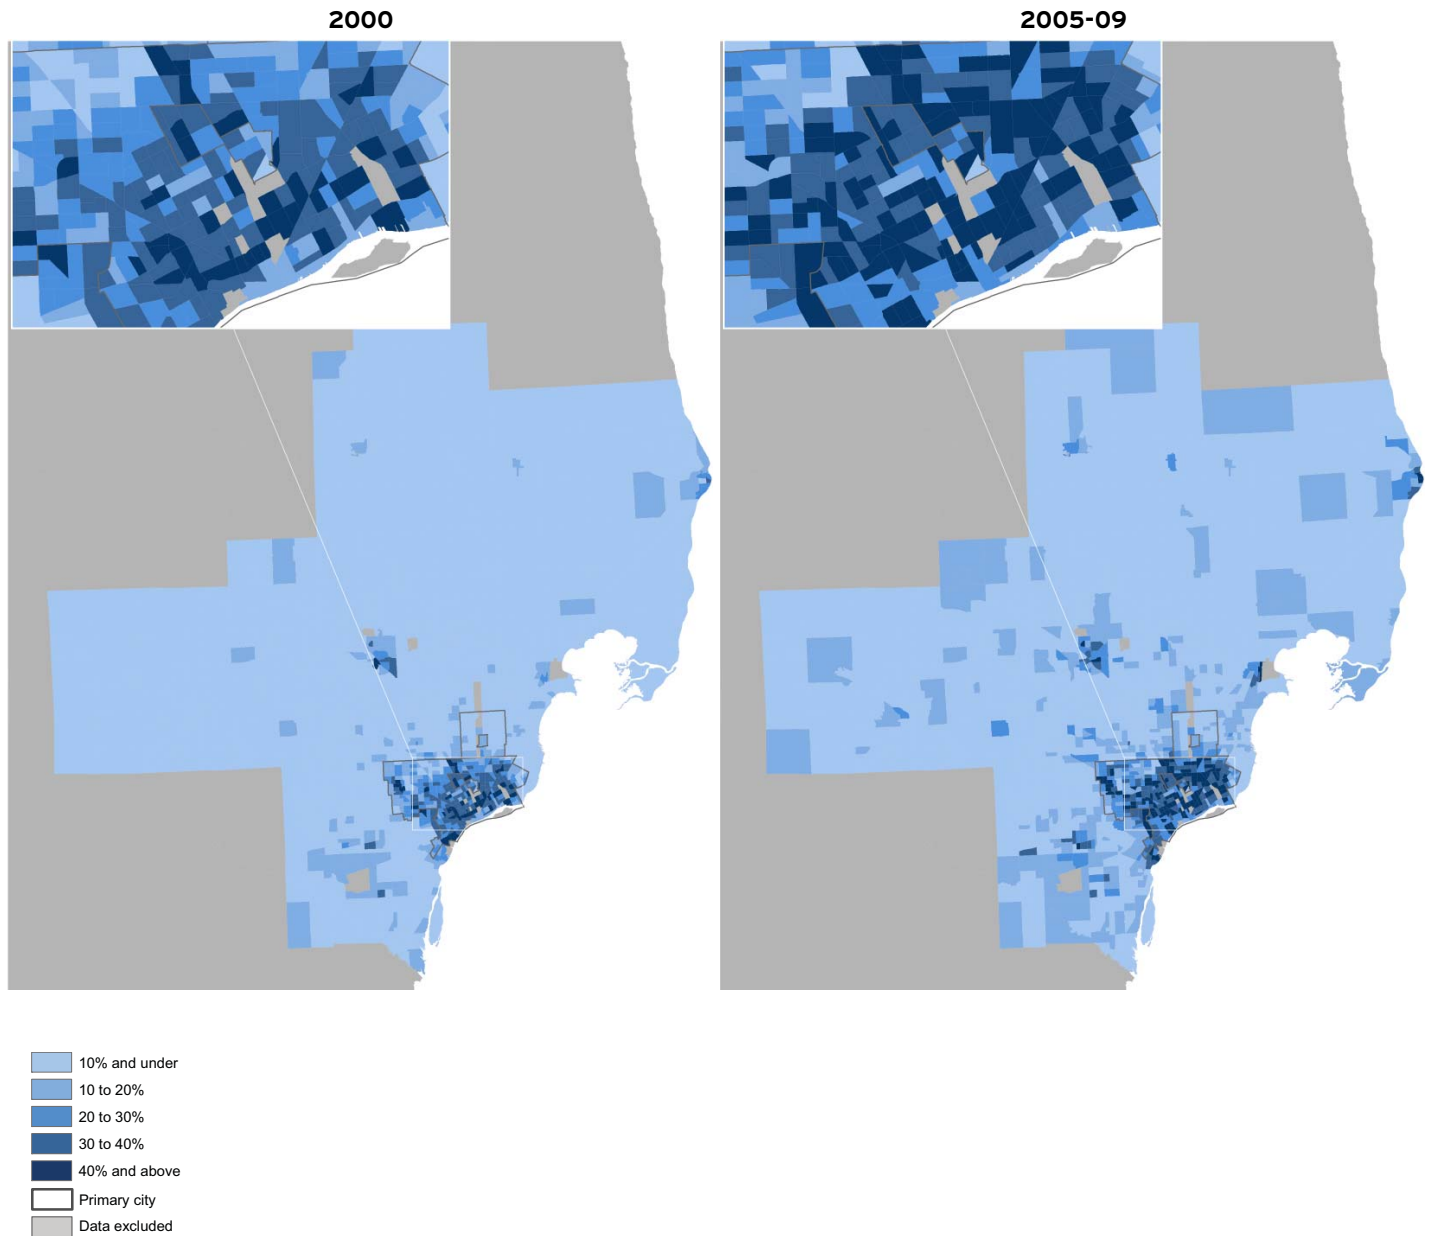 2000
2005-09
10% and under
10 to 20%
20 to 30%
30 to 40%
40% and above
Primary city
Data excluded